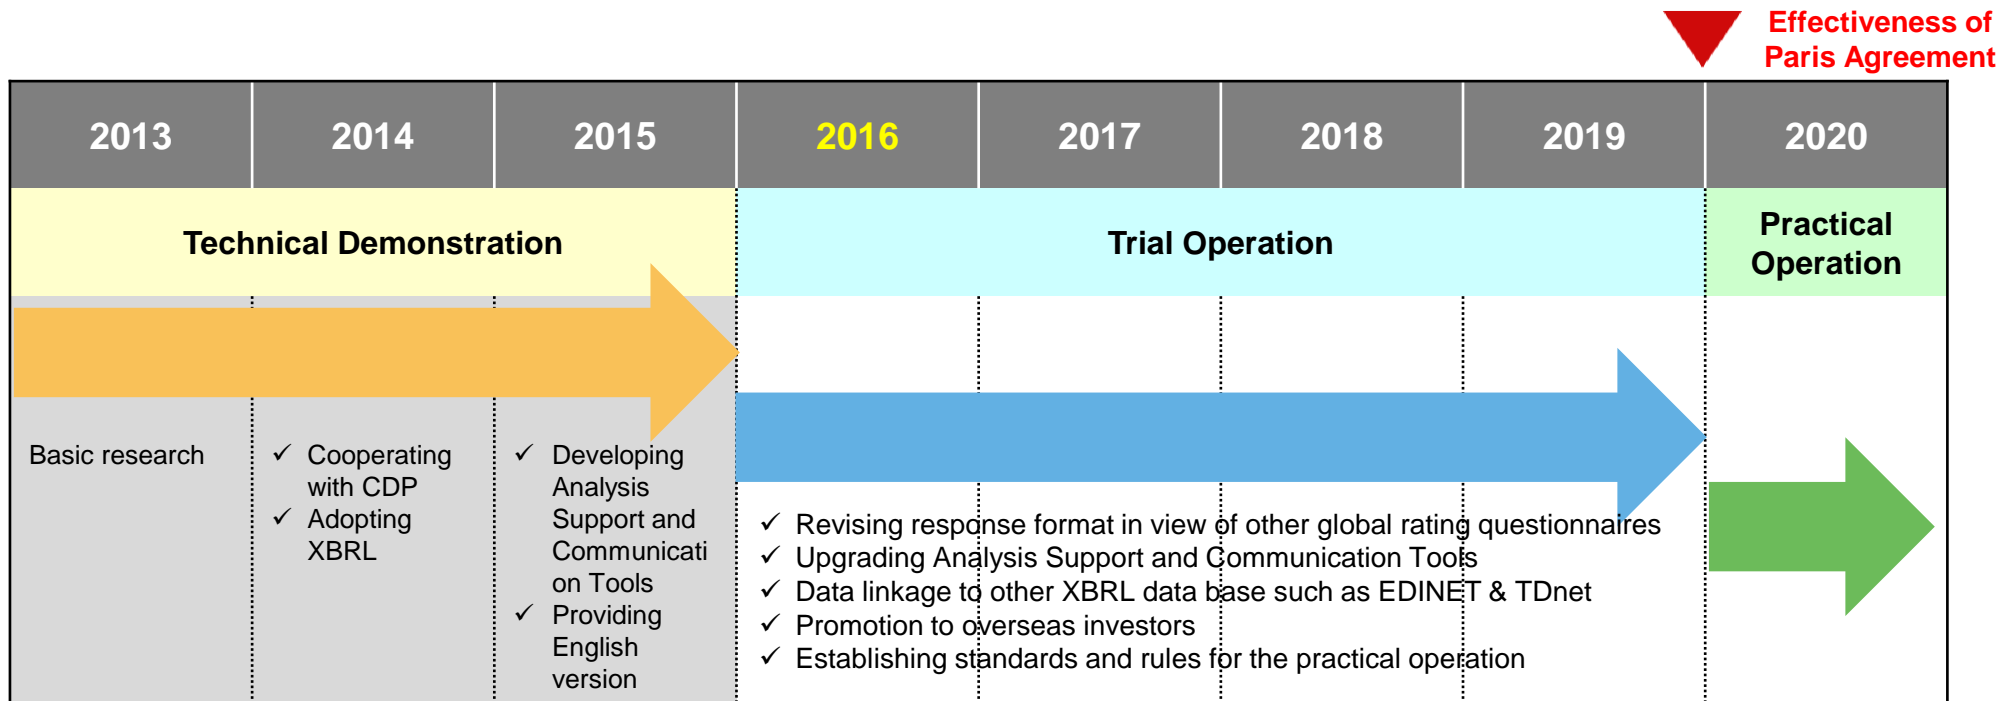 Effectiveness of
Paris Agreement
2013 2014 2015 2016 2017 2018 2019 2020
Technical Demonstration
Trial Operation
Practical
Operation
Basic research
✓ Cooperating
with CDP
✓ Adopting
XBRL
✓ Developing
Analysis
Support and
Communicati
on Tools
✓ Providing
English
version
✓ Revising response format in view of other global rating questionnaires
✓ Upgrading Analysis Support and Communication Tools
✓ Data linkage to other XBRL data base such as EDINET & TDnet
✓ Promotion to overseas investors
✓ Establishing standards and rules for the practical operation